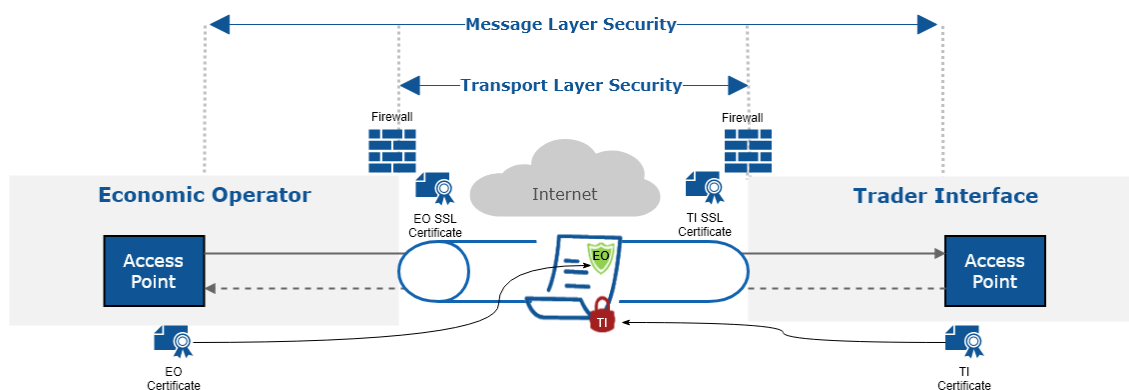 Message Layer Security
Transport Layer Security
Firewall
Firewall
Economic Operator
Internet
Trader Interface
EO SSL
Certificate
TI SSL
Certificate
Access
Point
EO
TI
Access
Point
EO
Certificate
TI
Certificate